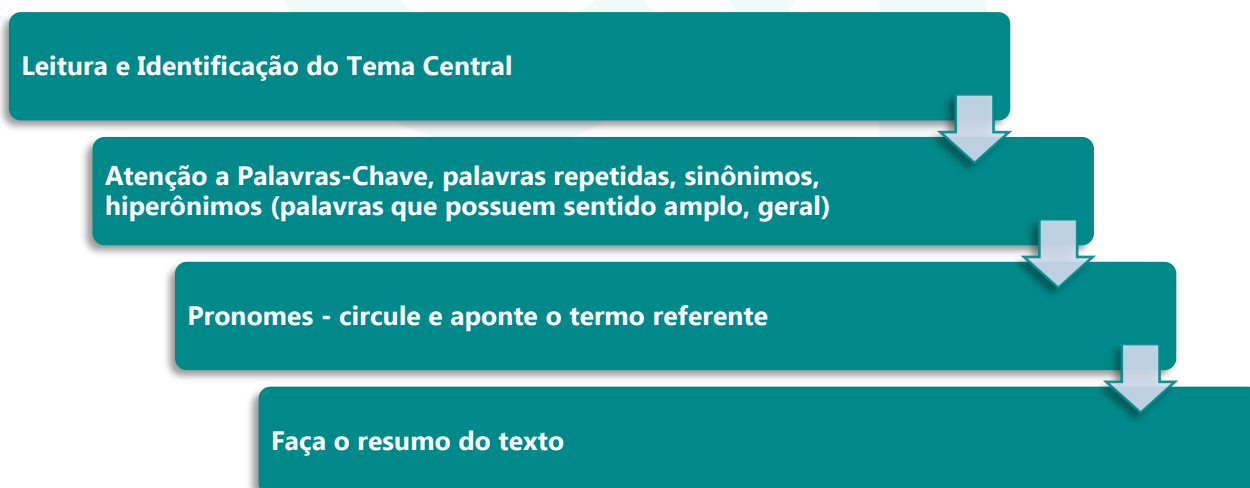 Leitura e Identificação do Tema Central
Atenção a Palavras-Chave, palavras repetidas, sinônimos,
hiperônimos (palavras que possuem sentido amplo, geral)
Pronomes - circule e aponte o termo referente
Faça o resumo do texto